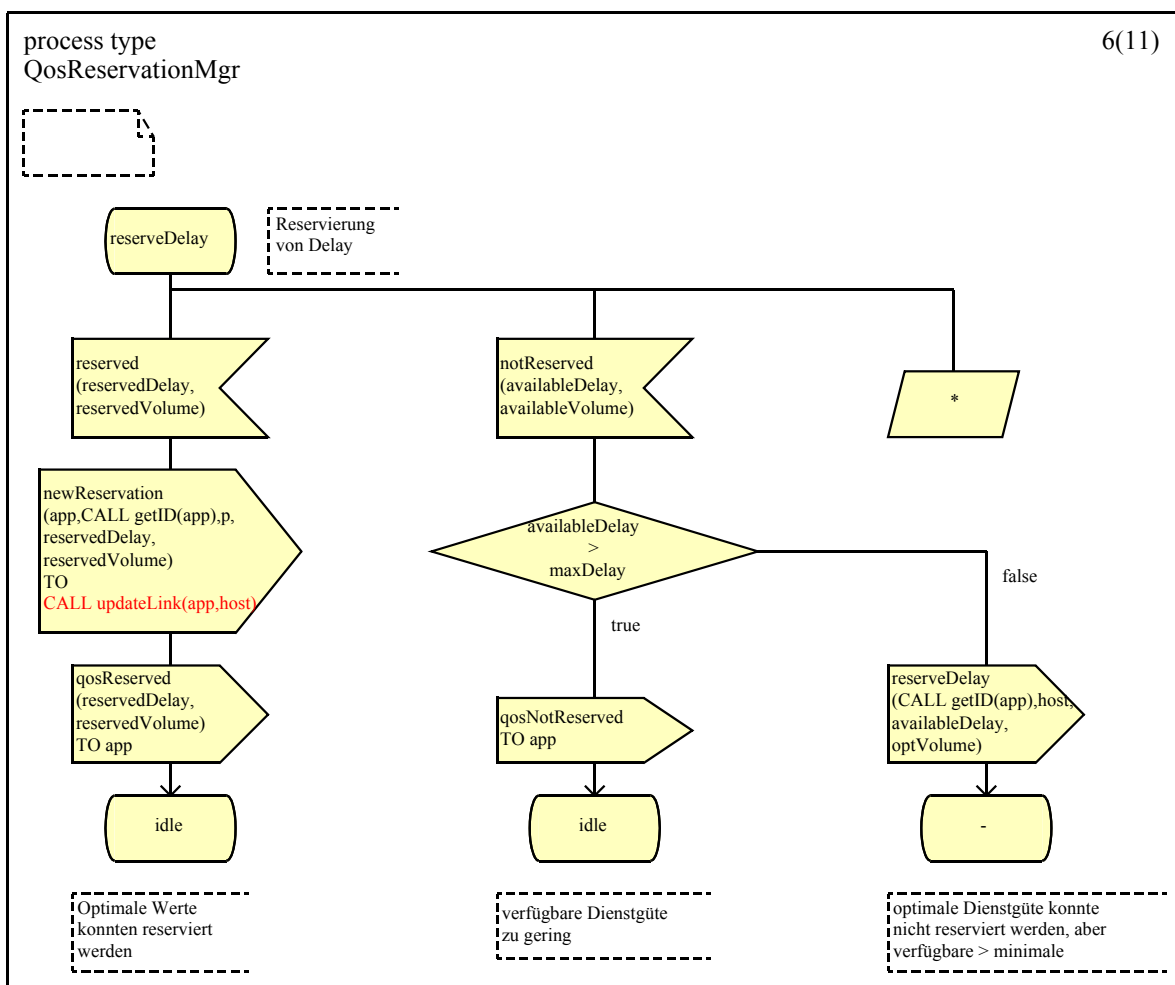 process type
QosReservationMgr
6(11)
reserveDelay
Reservierung
von Delay
reserved
(reservedDelay,
reservedVolume)
notReserved
(availableDelay,
availableVolume)
*
newReservation
(app,CALL getID(app),p,
reservedDelay,
reservedVolume)
TO
CALL updateLink(app,host)
availableDelay
>
maxDelay
false
true
qosReserved
(reservedDelay,
reservedVolume)
TO app
qosNotReserved
TO app
reserveDelay
(CALL getID(app),host,
availableDelay,
optVolume)
idle
idle
-
Optimale Werte
konnten reserviert
werden
verfügbare Dienstgüte
zu gering
optimale Dienstgüte konnte
nicht reserviert werden, aber
verfügbare > minimale